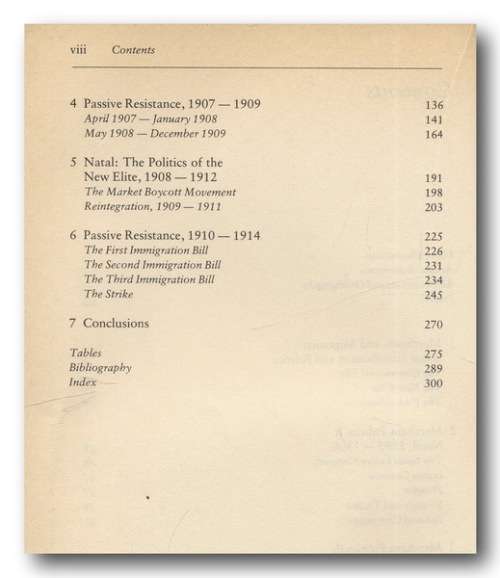 viii Contents
4 Passive Resistance, 1907 — 1909 136
April 1907 — January 1908 141
May 1908 — December 1909 164
5 Natal: The Politics of the
New Elite, 1908 — 1912 191
The Market Boycott Movement 198
Reintegration, 1909 — 1911 203
6 Passive Resistance, 1910 — 1914 225
The First Immigration Bill 226
The Second Immigration Bill 231
The Third Immigration Bill 234
The Strike 245
7 Conclusions 270
Tables 275
Bibliography 289
Index 300